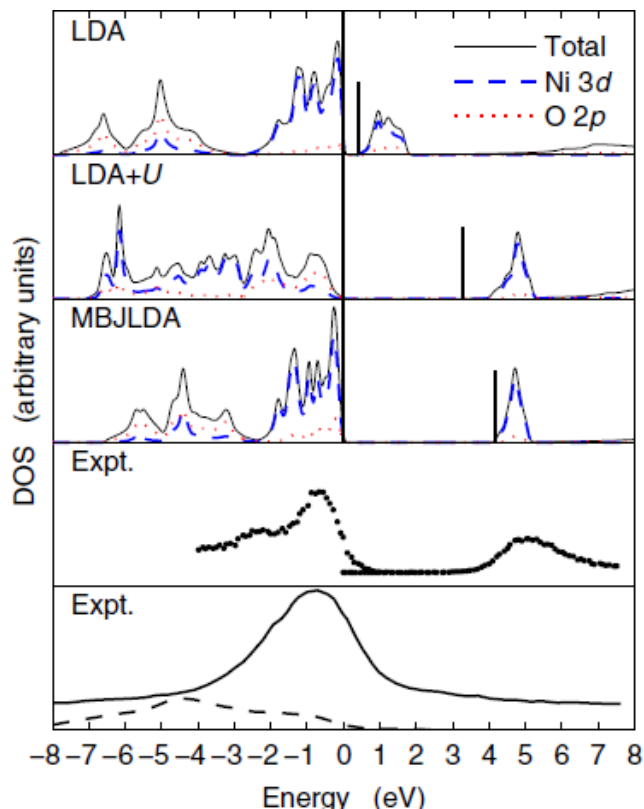 LDA
Total
Ni 3d
O 2p
LDA+U
MBJLDA
Expt.
Expt.
DOS (arbitrary units)
−8 −7 −6 −5 −4 −3 −2 −1 0 1 2 3 4 5 6 7 8
Energy (eV)